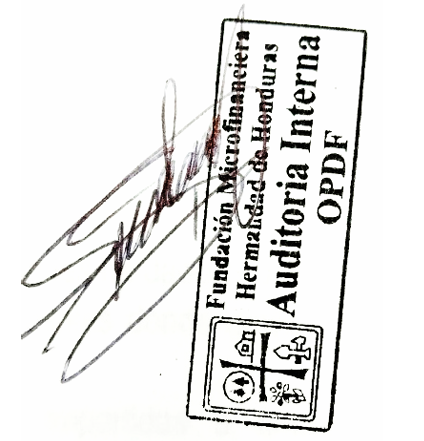 Fundación Microfinanciera
Hermandad de Honduras
Auditoria Interna
OPDF